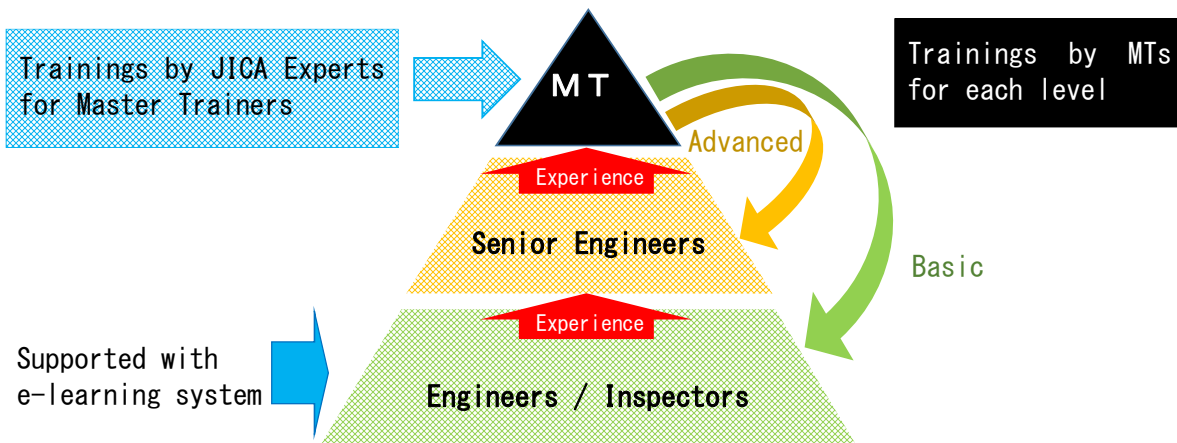 Trainings by JICA Experts
for Master Trainers
MT
Trainings by MTs
for each level
Advanced
Experience
Senior Engineers
Basic
Experience
Supported with
e-learning system
Engineers / Inspectors